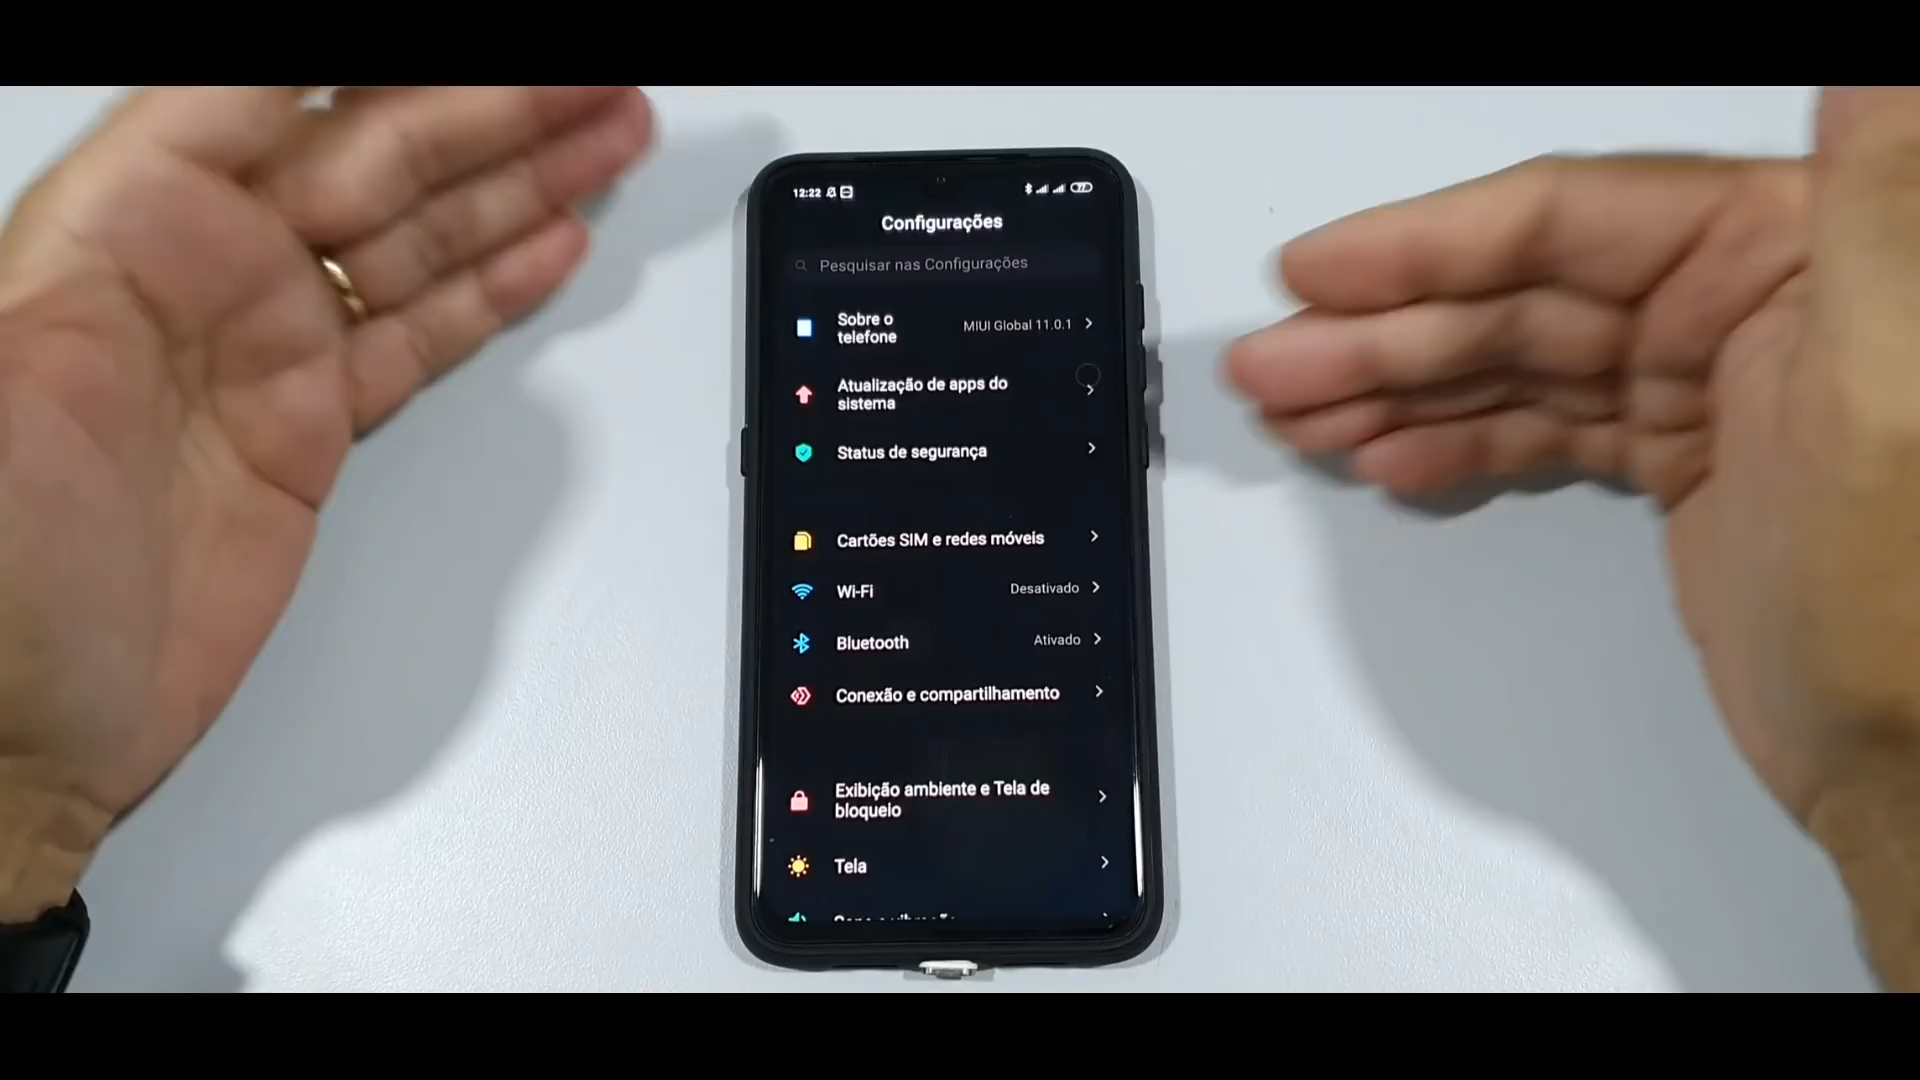 12:22
77
Configurações
Pesquisar nas Configurações
Sobre o
telefone
MIUI Global 11.0.1
Atualização de apps do
sistema
Status de segurança
Cartões SIM e redes móveis
Wi-Fi
Desativado
Bluetooth
Ativado
Conexão e compartilhamento
Exibição ambiente e Tela de
bloqueio
Tela